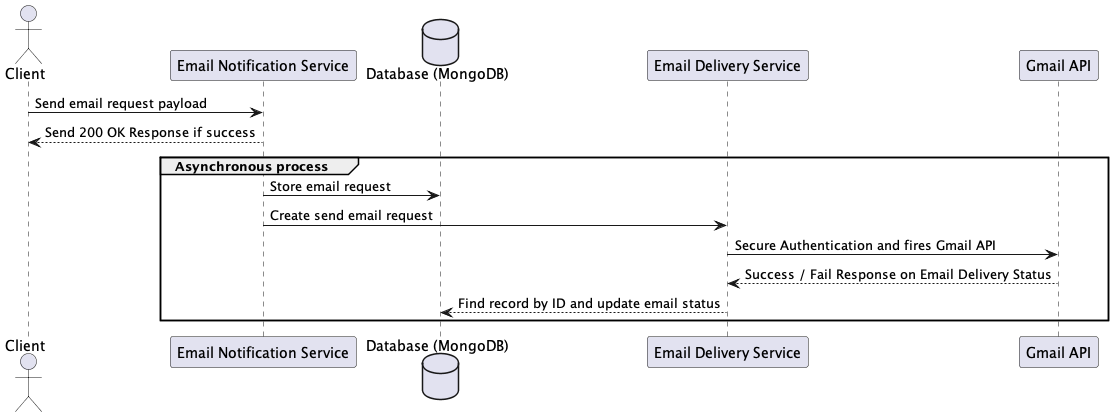 Client
Email Notification Service
Database (MongoDB)
Email Delivery Service
Gmail API
Send email request payload
Send 200 OK Response if success
Asynchronous process
Store email request
Create send email request
Secure Authentication and fires Gmail API
Success / Fail Response on Email Delivery Status
Find record by ID and update email status
Client
Email Notification Service
Database (MongoDB)
Email Delivery Service
Gmail API